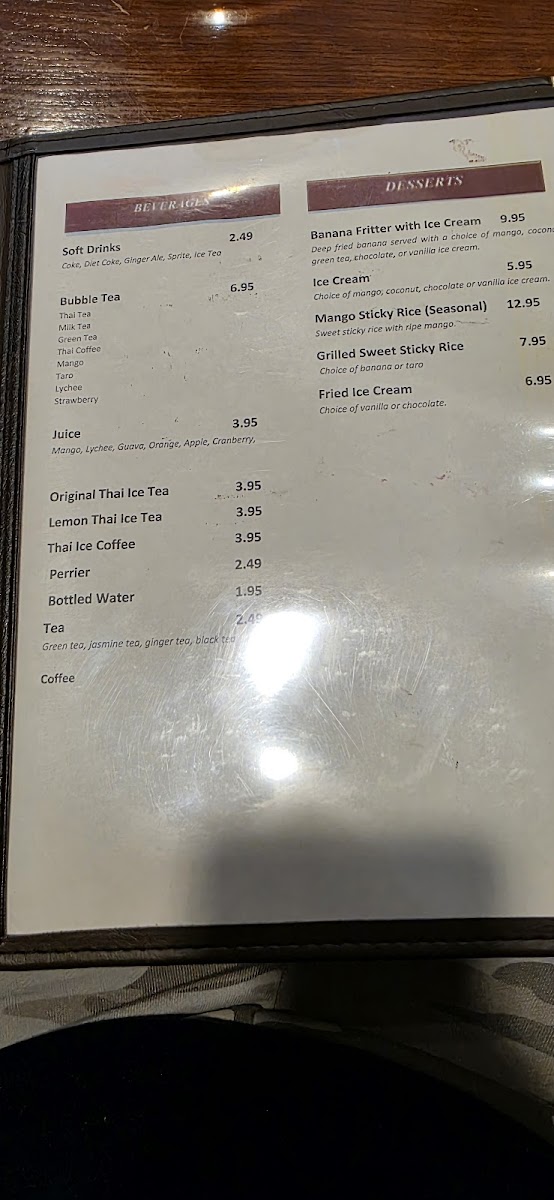 BEVERAGES
Soft Drinks 2.49
Coke, Diet Coke, Ginger Ale, Sprite, Ice Tea
Bubble Tea 6.95
Thai Tea
Milk Tea
Green Tea
Thai Coffee
Mango
Taro
Lychee
Strawberry
Juice 3.95
Mango, Lychee, Guava, Orange, Apple, Cranberry,
Original Thai Ice Tea 3.95
Lemon Thai Ice Tea 3.95
Thai Ice Coffee 3.95
Perrier 2.49
Bottled Water 1.95
Tea 2.49
Green tea, jasmine tea, ginger tea, black tea
Coffee
DESSERTS
Banana Fritter with Ice Cream 9.95
Deep fried banana served with a choice of mango,
green tea, chocolate, or vanilla ice cream.
Ice Cream 5.95
Choice of mango, coconut, chocolate or vanilla ice cream.
Mango Sticky Rice (Seasonal) 12.95
Sweet sticky rice with ripe mango
Grilled Sweet Sticky Rice 7.95
Choice of banana or taro
Fried Ice Cream 6.95
Choice of vanilla or chocolate.